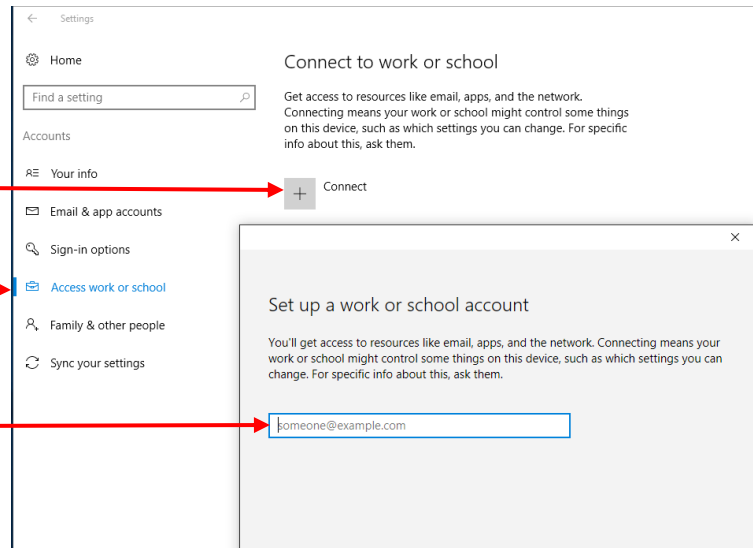 Settings
Home
Find a setting
Accounts
Your info
Email & app accounts
Sign-in options
Access work or school
Family & other people
Sync your settings
Connect to work or school
Get access to resources like email, apps, and the network.
Connecting means your work or school might control some things
on this device, such as which settings you can change. For specific
info about this, ask them.
Connect
Set up a work or school account
You'll get access to resources like email, apps, and the network. Connecting means your
work or school might control some things on this device, such as which settings you can
change. For specific info about this, ask them.
someone@example.com